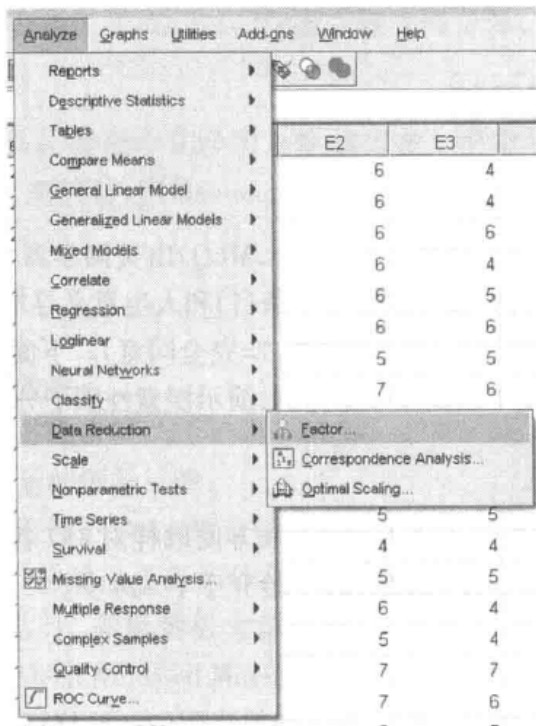 Analyze Graphs Utilities Add-ons Window Help
Reports
Descriptive Statistics
Tables
Compare Means
General Linear Model
Generalized Linear Models
Mixed Models
Correlate
Regression
Loglinear
Neural Networks
Classify
Data Reduction
Scale
Nonparametric Tests
Time Series
Survival
Missing Value Analysis...
Multiple Response
Complex Samples
Quality Control
ROC Curve...
Factor...
Correspondence Analysis...
Optimal Scaling...
E2 E3
6 4
6 4
6 6
6 4
6 5
6 6
5 5
7 6
5 5
4 4
5 5
6 4
5 4
7 7
7 6